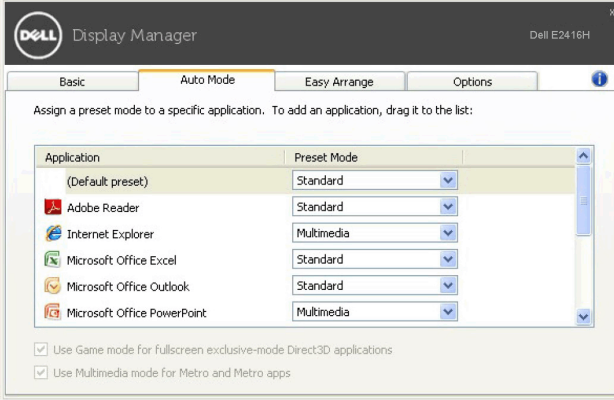 DELL Display Manager
Dell E2416H
Basic Auto Mode Easy Arrange Options
Assign a preset mode to a specific application. To add an application, drag it to the list:
Application Preset Mode
(Default preset) Standard
Adobe Reader Standard
Internet Explorer Multimedia
Microsoft Office Excel Standard
Microsoft Office Outlook Standard
Microsoft Office PowerPoint Multimedia
Use Game mode for fullscreen exclusive-mode Direct3D applications
Use Multimedia mode for Metro and Metro apps